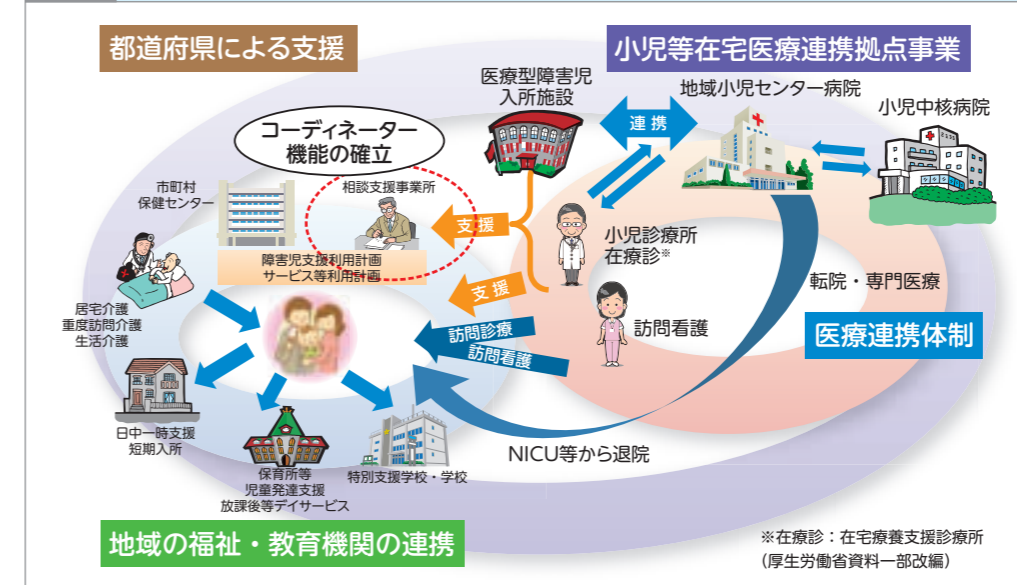 都道府県による支援
小児等在宅医療連携拠点事業
医療型障害児
入所施設
地域小児センター病院
小児中核病院
連携
コーディネーター
機能の確立
市町村
保健センター
相談支援事業所
支援
小児診療所
在療診※
障害児支援利用計画
サービス等利用計画
支援
転院・専門医療
居宅介護
重度訪問介護
生活介護
訪問診療
訪問看護
訪問看護
医療連携体制
日中一時支援
短期入所
保育所等
児童発達支援
放課後等デイサービス
特別支援学校・学校
NICU等から退院
地域の福祉・教育機関の連携
※在療診：在宅療養支援診療所
(厚生労働省資料一部改編)